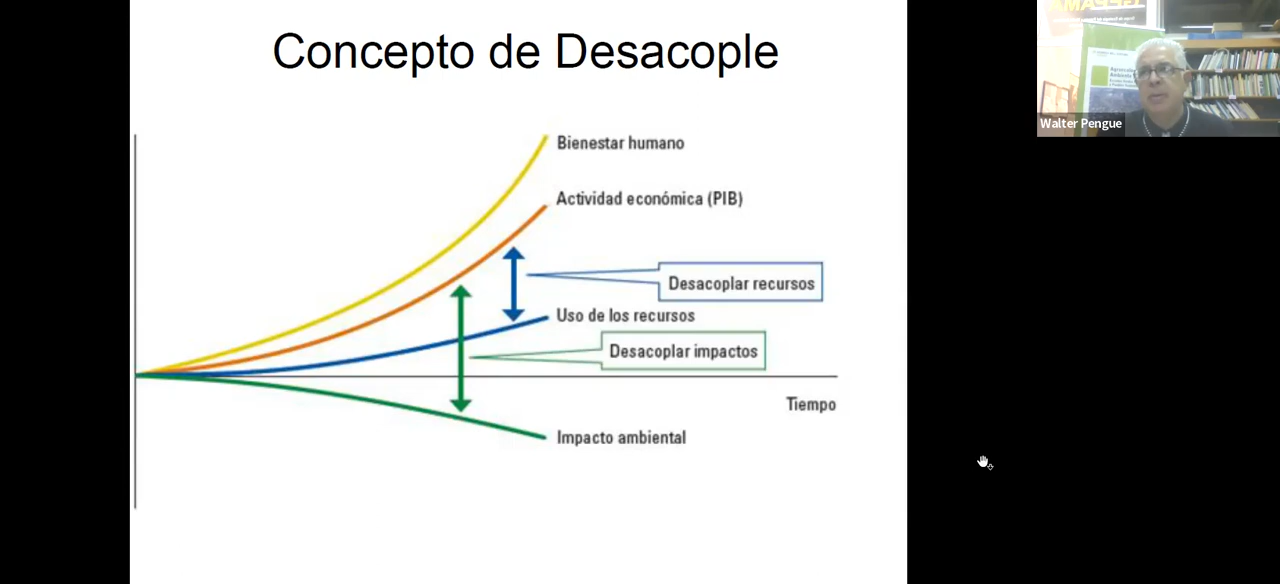 Concepto de Desacople
Bienestar humano
Actividad económica (PIB)
Desacoplar recursos
Uso de los recursos
Desacoplar impactos
Tiempo
Impacto ambiental
Walter Pengue